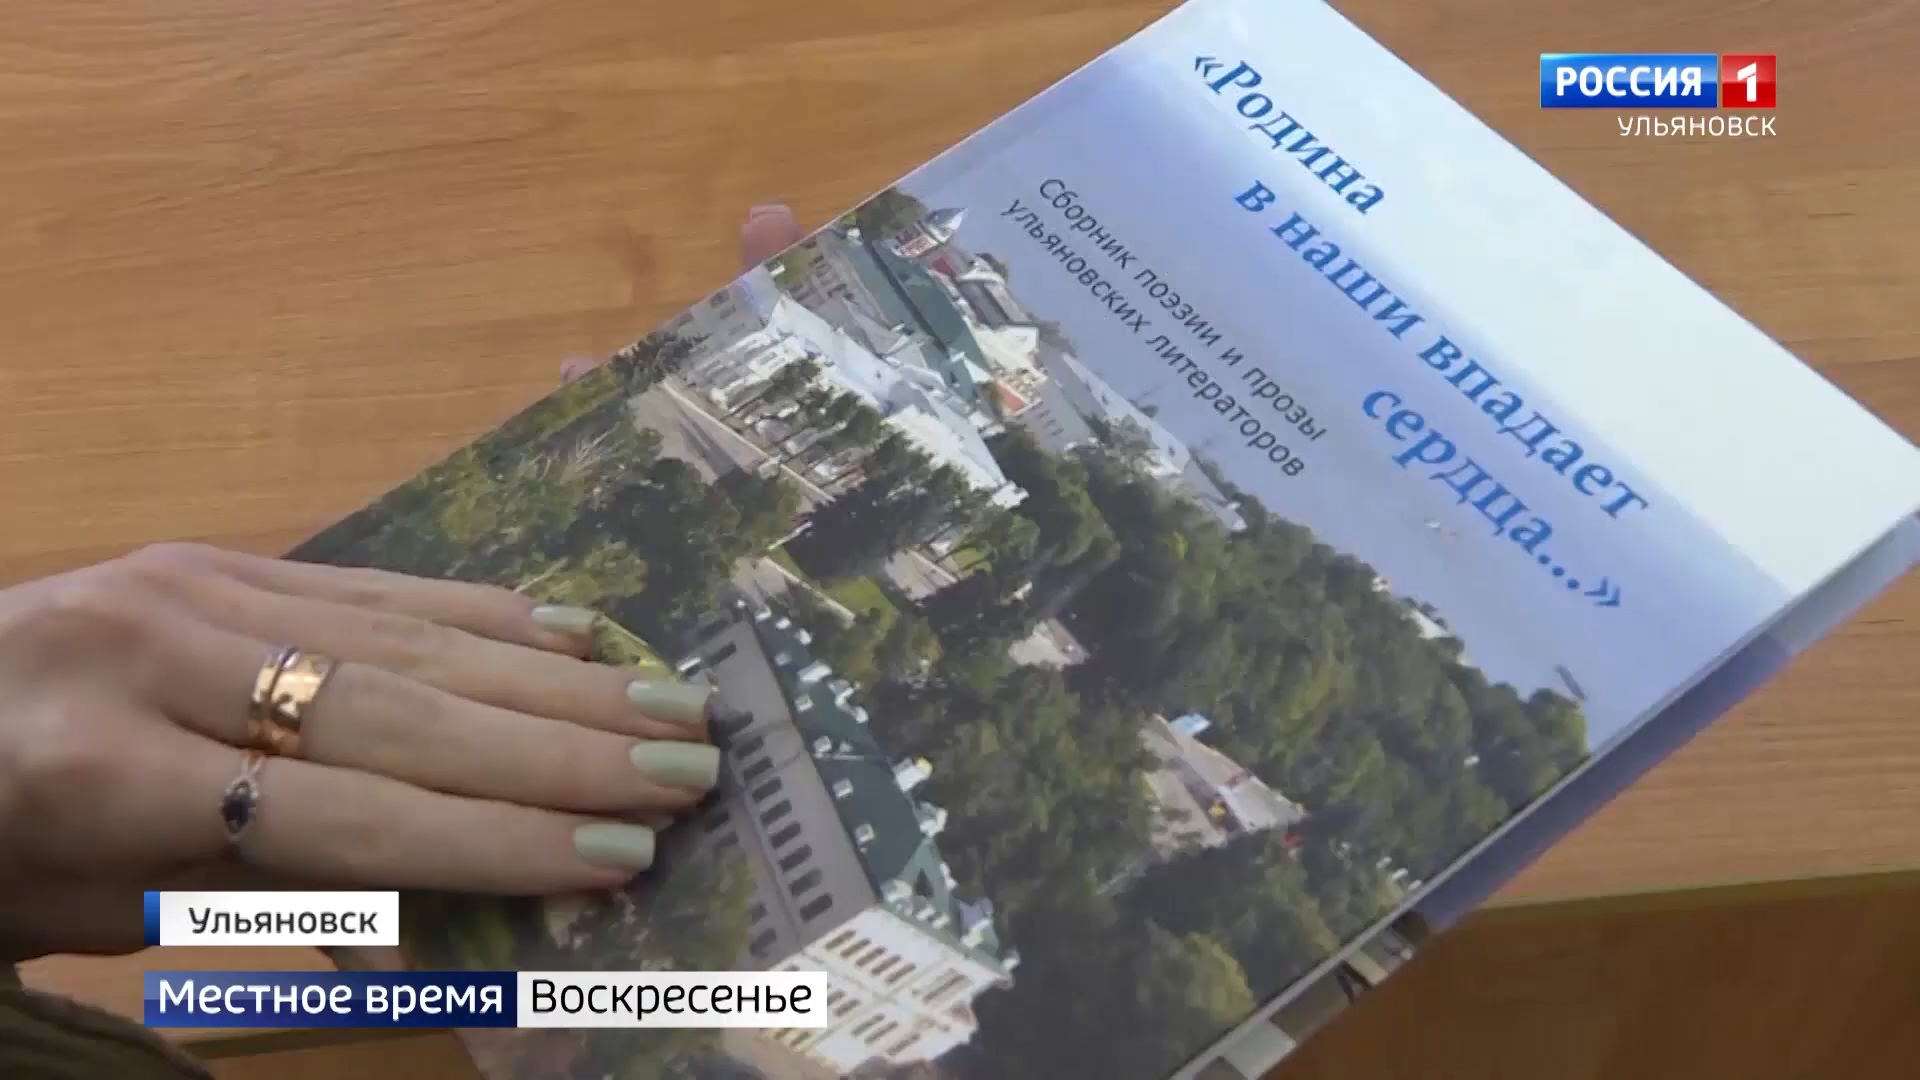 «Родина
в наши впадает
сердца...»
Сборник поэзии и прозы
ульяновских литераторов
РОССИЯ 1
УЛЬЯНОВСК
Ульяновск
Местное время Воскресенье